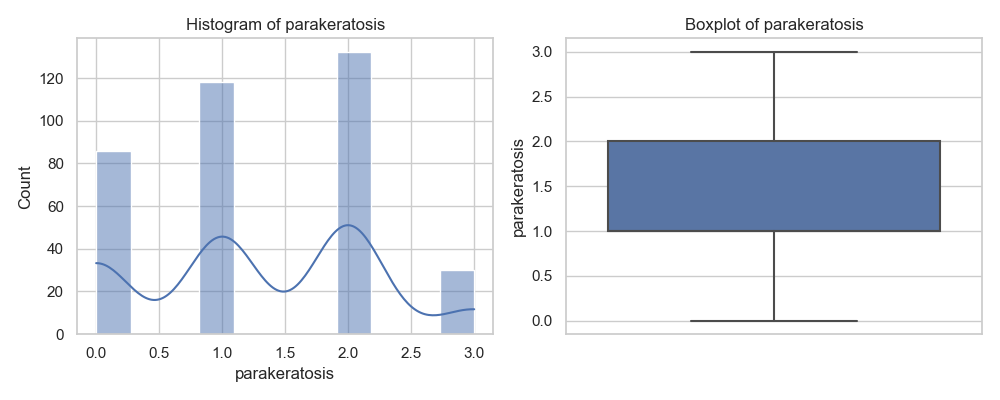 Histogram of parakeratosis
Count
120
100
80
60
40
20
0
0.0 0.5 1.0 1.5 2.0 2.5 3.0
parakeratosis
Boxplot of parakeratosis
parakeratosis
3.0
2.5
2.0
1.5
1.0
0.5
0.0